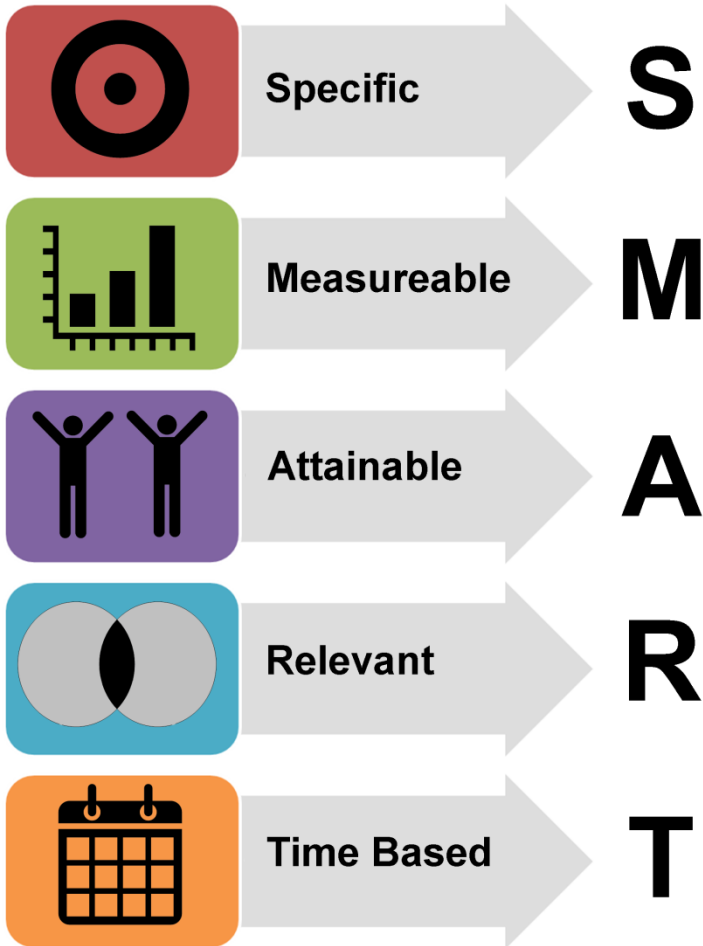 Specific S
Measureable M
Attainable A
Relevant R
Time Based T